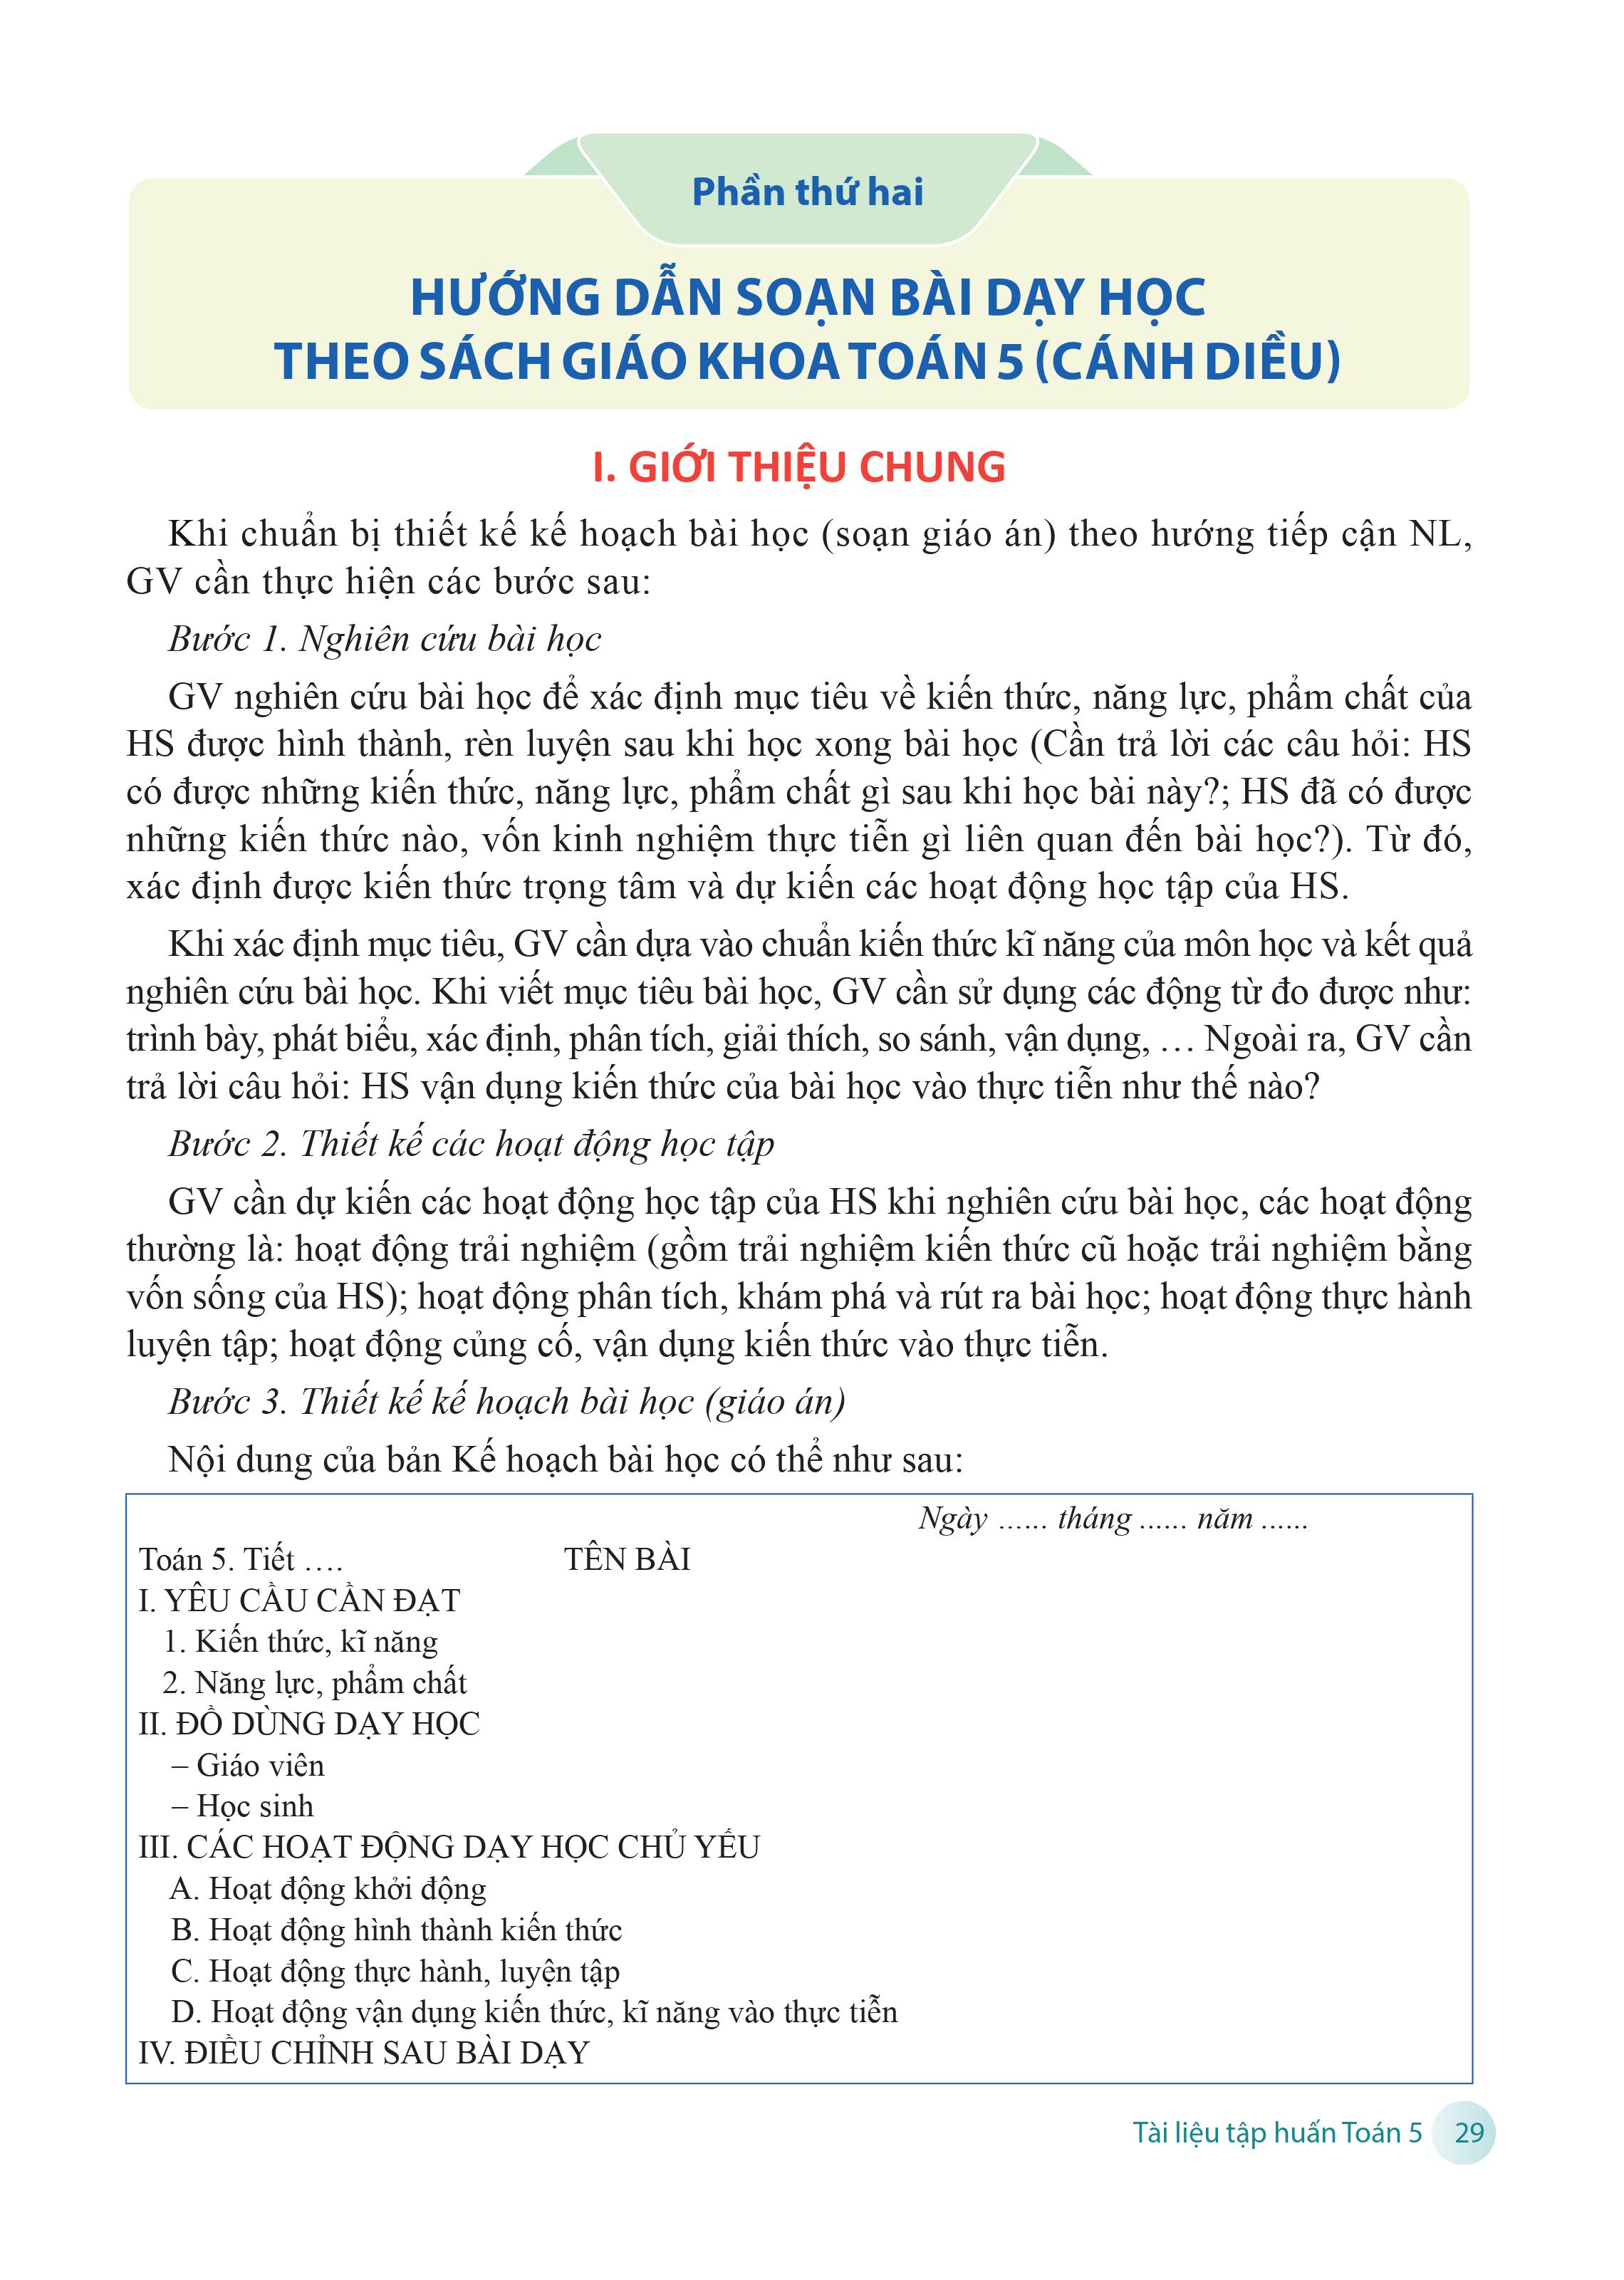 Phần thứ hai
HƯỚNG DẪN SOẠN BÀI DẠY HỌC
THEO SÁCH GIÁO KHOA TOÁN 5 (CÁNH DIỀU)
I. GIỚI THIỆU CHUNG
Khi chuẩn bị thiết kế kế hoạch bài học (soạn giáo án) theo hướng tiếp cận NL,
GV cần thực hiện các bước sau:
Bước 1. Nghiên cứu bài học
GV nghiên cứu bài học để xác định mục tiêu về kiến thức, năng lực, phẩm chất của
HS được hình thành, rèn luyện sau khi học xong bài học (Cần trả lời các câu hỏi: HS
có được những kiến thức, năng lực, phẩm chất gì sau khi học bài này?; HS đã có được
những kiến thức nào, vốn kinh nghiệm thực tiễn gì liên quan đến bài học?). Từ đó,
xác định được kiến thức trọng tâm và dự kiến các hoạt động học tập của HS.
Khi xác định mục tiêu, GV cần dựa vào chuẩn kiến thức kĩ năng của môn học và kết quả
nghiên cứu bài học. Khi viết mục tiêu bài học, GV cần sử dụng các động từ đo được như:
trình bày, phát biểu, xác định, phân tích, giải thích, so sánh, vận dụng, … Ngoài ra, GV cần
trả lời câu hỏi: HS vận dụng kiến thức của bài học vào thực tiễn như thế nào?
Bước 2. Thiết kế các hoạt động học tập
GV cần dự kiến các hoạt động học tập của HS khi nghiên cứu bài học, các hoạt động
thường là: hoạt động trải nghiệm (gồm trải nghiệm kiến thức cũ hoặc trải nghiệm bằng
vốn sống của HS); hoạt động phân tích, khám phá và rút ra bài học; hoạt động thực hành
luyện tập; hoạt động củng cố, vận dụng kiến thức vào thực tiễn.
Bước 3. Thiết kế kế hoạch bài học (giáo án)
Nội dung của bản Kế hoạch bài học có thể như sau:
Ngày …... tháng …... năm …...
Toán 5. Tiết …. TÊN BÀI
I. YÊU CẦU CẦN ĐẠT
1. Kiến thức, kĩ năng
2. Năng lực, phẩm chất
II. ĐỒ DÙNG DẠY HỌC
– Giáo viên
– Học sinh
III. CÁC HOẠT ĐỘNG DẠY HỌC CHỦ YẾU
A. Hoạt động khởi động
B. Hoạt động hình thành kiến thức
C. Hoạt động thực hành, luyện tập
D. Hoạt động vận dụng kiến thức, kĩ năng vào thực tiễn
IV. ĐIỀU CHỈNH SAU BÀI DẠY
Tài liệu tập huấn Toán 5 29